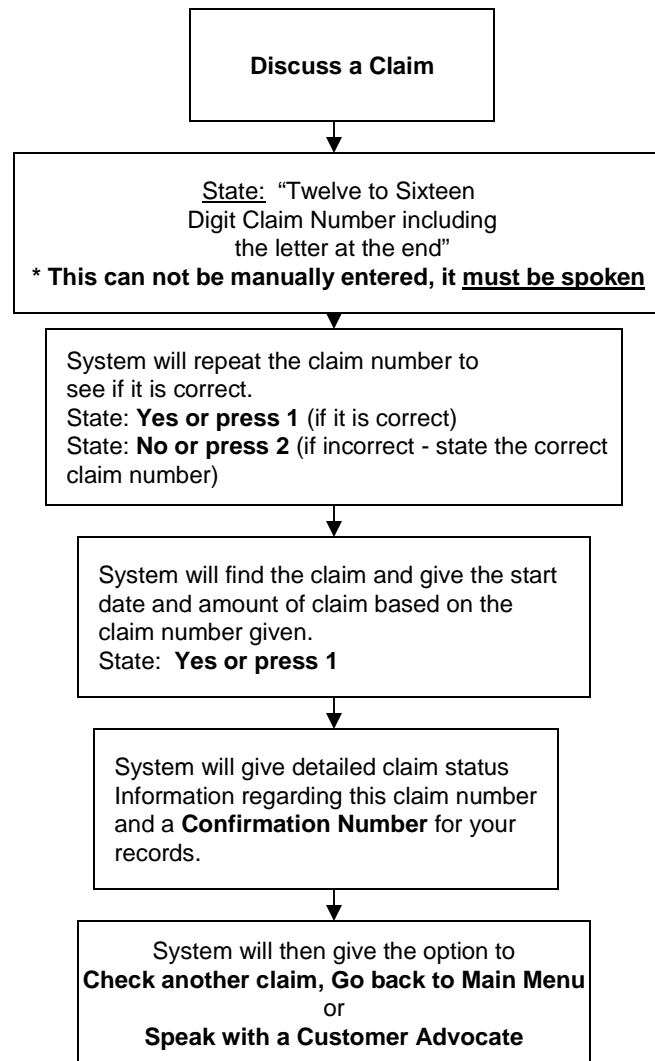 Discuss a Claim
State: “Twelve to Sixteen
Digit Claim Number including
the letter at the end”
* This can not be manually entered, it must be spoken
System will repeat the claim number to
see if it is correct.
State: Yes or press 1 (if it is correct)
State: No or press 2 (if incorrect - state the correct
claim number)
System will find the claim and give the start
date and amount of claim based on the
claim number given.
State: Yes or press 1
System will give detailed claim status
Information regarding this claim number
and a Confirmation Number for your
records.
System will then give the option to
Check another claim, Go back to Main Menu
or
Speak with a Customer Advocate